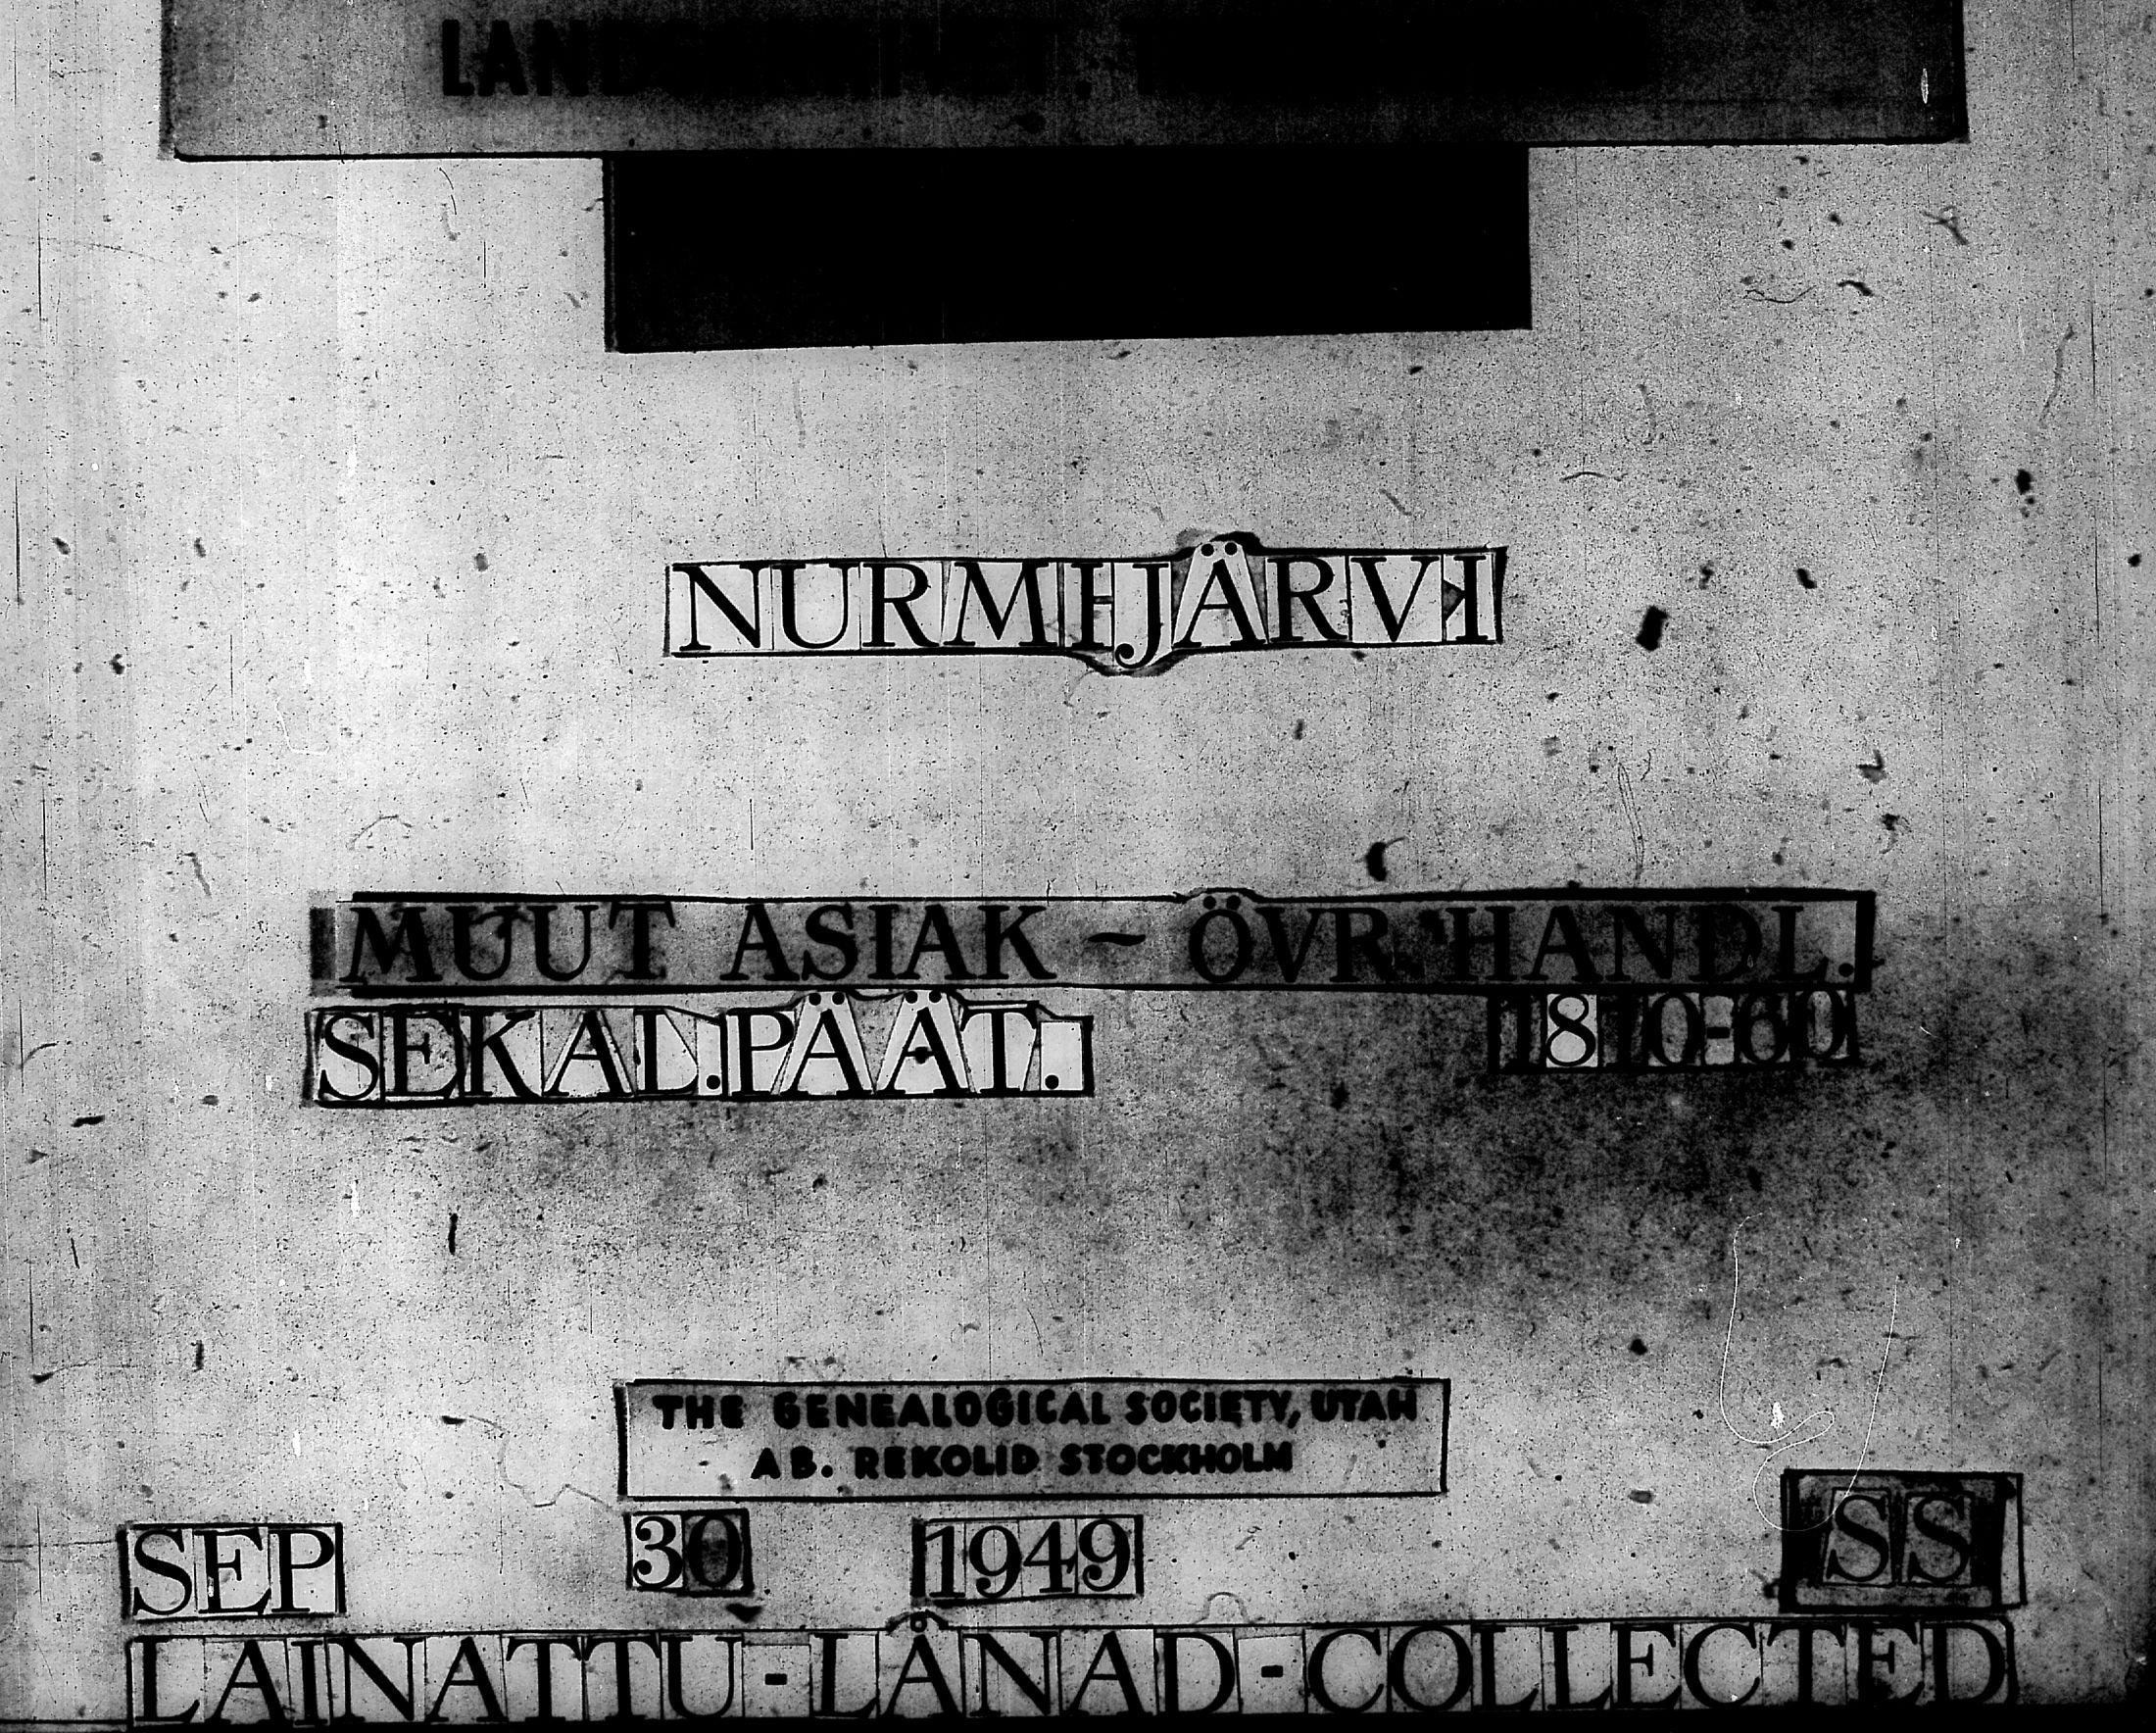 NURMIJÄRVI
MUUT ASIAK - ÖVR. HANDL.
SEKAL.PÄÄT. 1810-60
THE GENEALOGICAL SOCIETY, UTAH
A B. REKOLID STOCKHOLM
SEP 30 1949 SS
LAINATTU-LÅNAD-COLLECTED